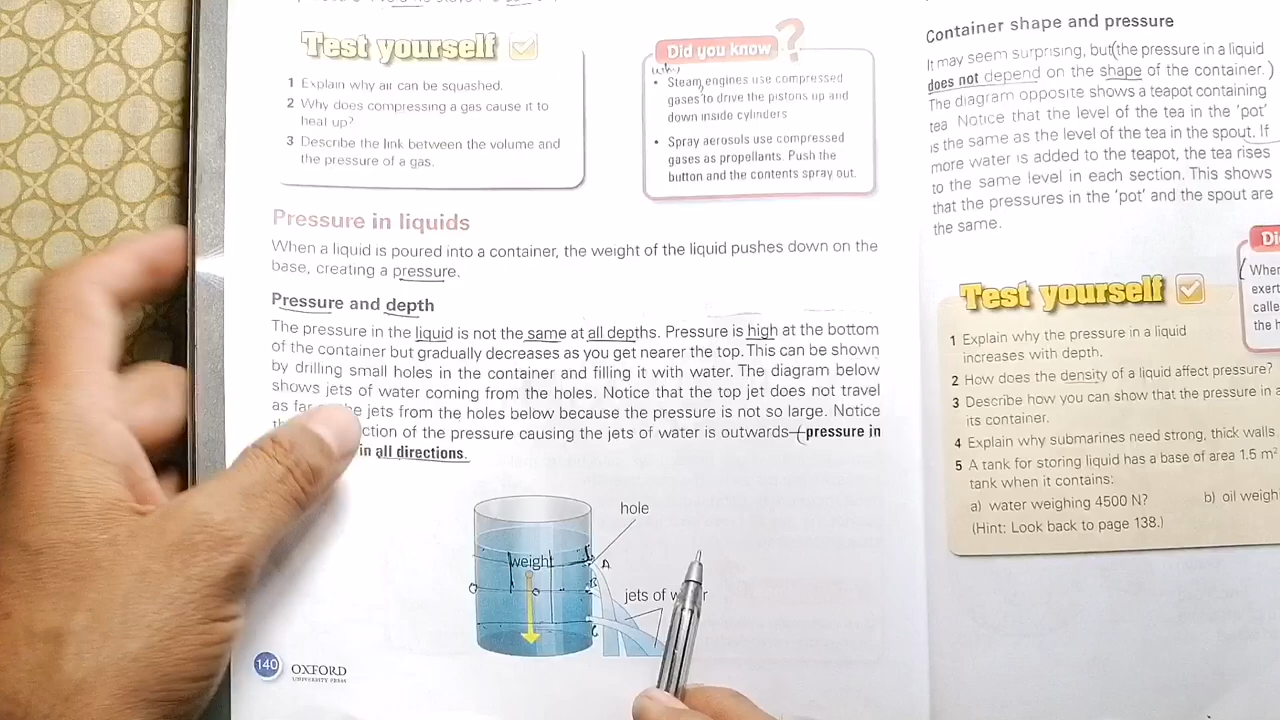 Test yourself
1 Explain why air can be squashed.
2 Why does compressing a gas cause it to
heat up?
3 Describe the link between the volume and
the pressure of a gas.
Did you know ?
why
• Steam engines use compressed
gases to drive the pistons up and
down inside cylinders
• Spray aerosols use compressed
gases as propellants. Push the
button and the contents spray out.
Pressure in liquids
When a liquid is poured into a container, the weight of the liquid pushes down on the
base, creating a pressure.
Pressure and depth
The pressure in the liquid is not the same at all depths. Pressure is high at the bottom
of the container but gradually decreases as you get nearer the top. This can be shown
by drilling small holes in the container and filling it with water. The diagram below
shows jets of water coming from the holes. Notice that the top jet does not travel
as far jets from the holes below because the pressure is not so large. Notice
of the pressure causing the jets of water is outwards – pressure in
in all directions.
hole
weight
A
B
C
jets of
140 OXFORD
UNIVERSITY PRESS
Container shape and pressure
It may seem surprising, but (the pressure in a liquid
does not depend on the shape of the container.)
The diagram opposite shows a teapot containing
tea Notice that the level of the tea in the 'pot'
is the same as the level of the tea in the spout. If
more water is added to the teapot, the tea rises
to the same level in each section. This shows
that the pressures in the 'pot' and the spout are
the same.
Test yourself
1 Explain why the pressure in a liquid
increases with depth.
2 How does the density of a liquid affect pressure?
3 Describe how you can show that the pressure in
its container.
4 Explain why submarines need strong, thick walls
5 A tank for storing liquid has a base of area 1.5 m²
tank when it contains:
a) water weighing 4500 N? b) oil
(Hint: Look back to page 138.)